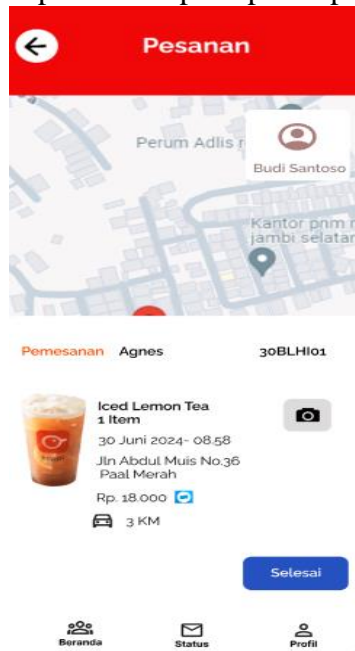 Pesanan
Perum Adlis r
Budi Santoso
Kantor pnm r
jambi selatan
Pemesanan Agnes 30BLHI01
Iced Lemon Tea
1 Item
30 Juni 2024- 08.58
Jln Abdul Muis No.36
Paal Merah
Rp. 18.000
3 KM
Selesai
Beranda Status Profil